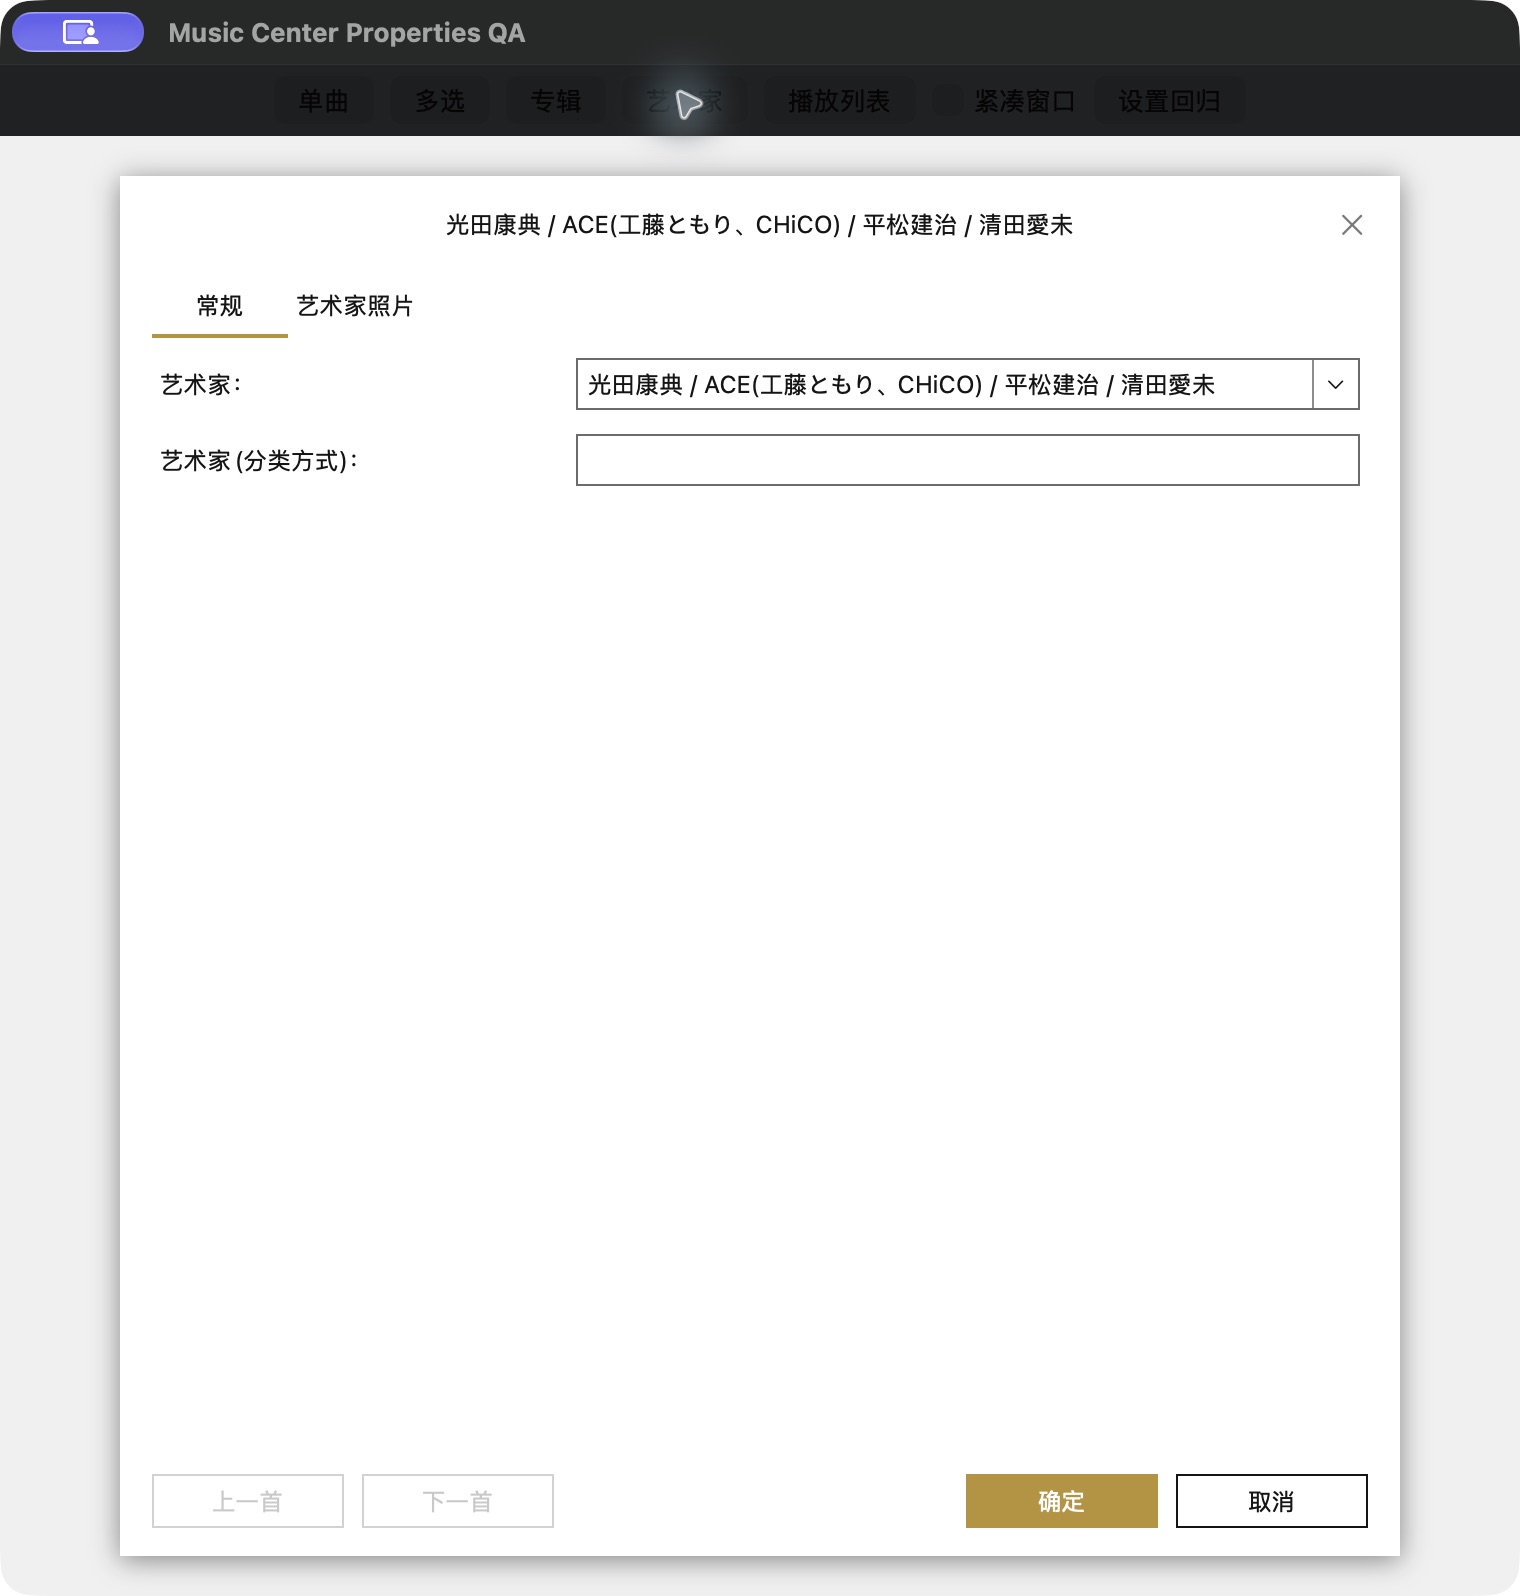 Music Center Properties QA
单曲 多选 专辑 艺术家 播放列表 紧凑窗口 设置回归
光田康典 / ACE(工藤ともり、CHiCO) / 平松建治 / 清田愛未
常规 艺术家照片
艺术家: 光田康典 / ACE(工藤ともり、CHiCO) / 平松建治 / 清田愛未
艺术家(分类方式):
上一首 下一首 确定 取消